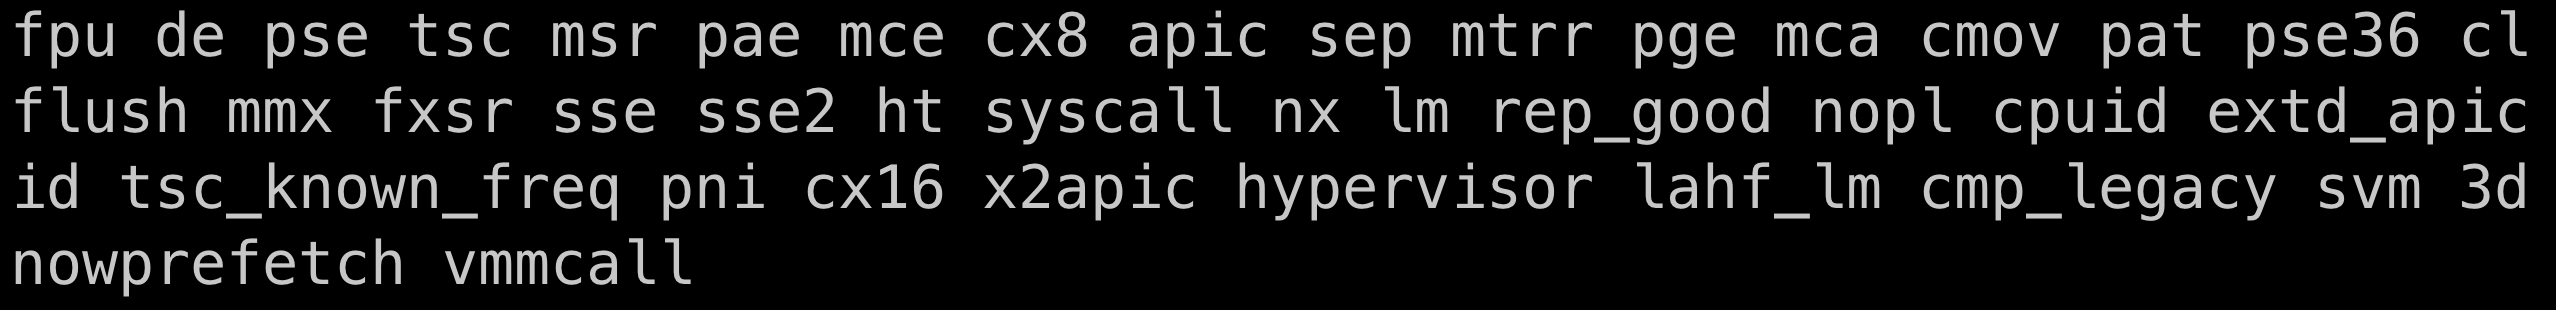 fpu de pse tsc msr pae mce cx8 apic sep mtrr pge mca cmov pat pse36 cl
flush mmx fxsr sse sse2 ht syscall nx lm rep_good nopl cpuid extd_apic
id tsc_known_freq pni cx16 x2apic hypervisor lahf_lm cmp_legacy svm 3d
nowprefetch vmmcall